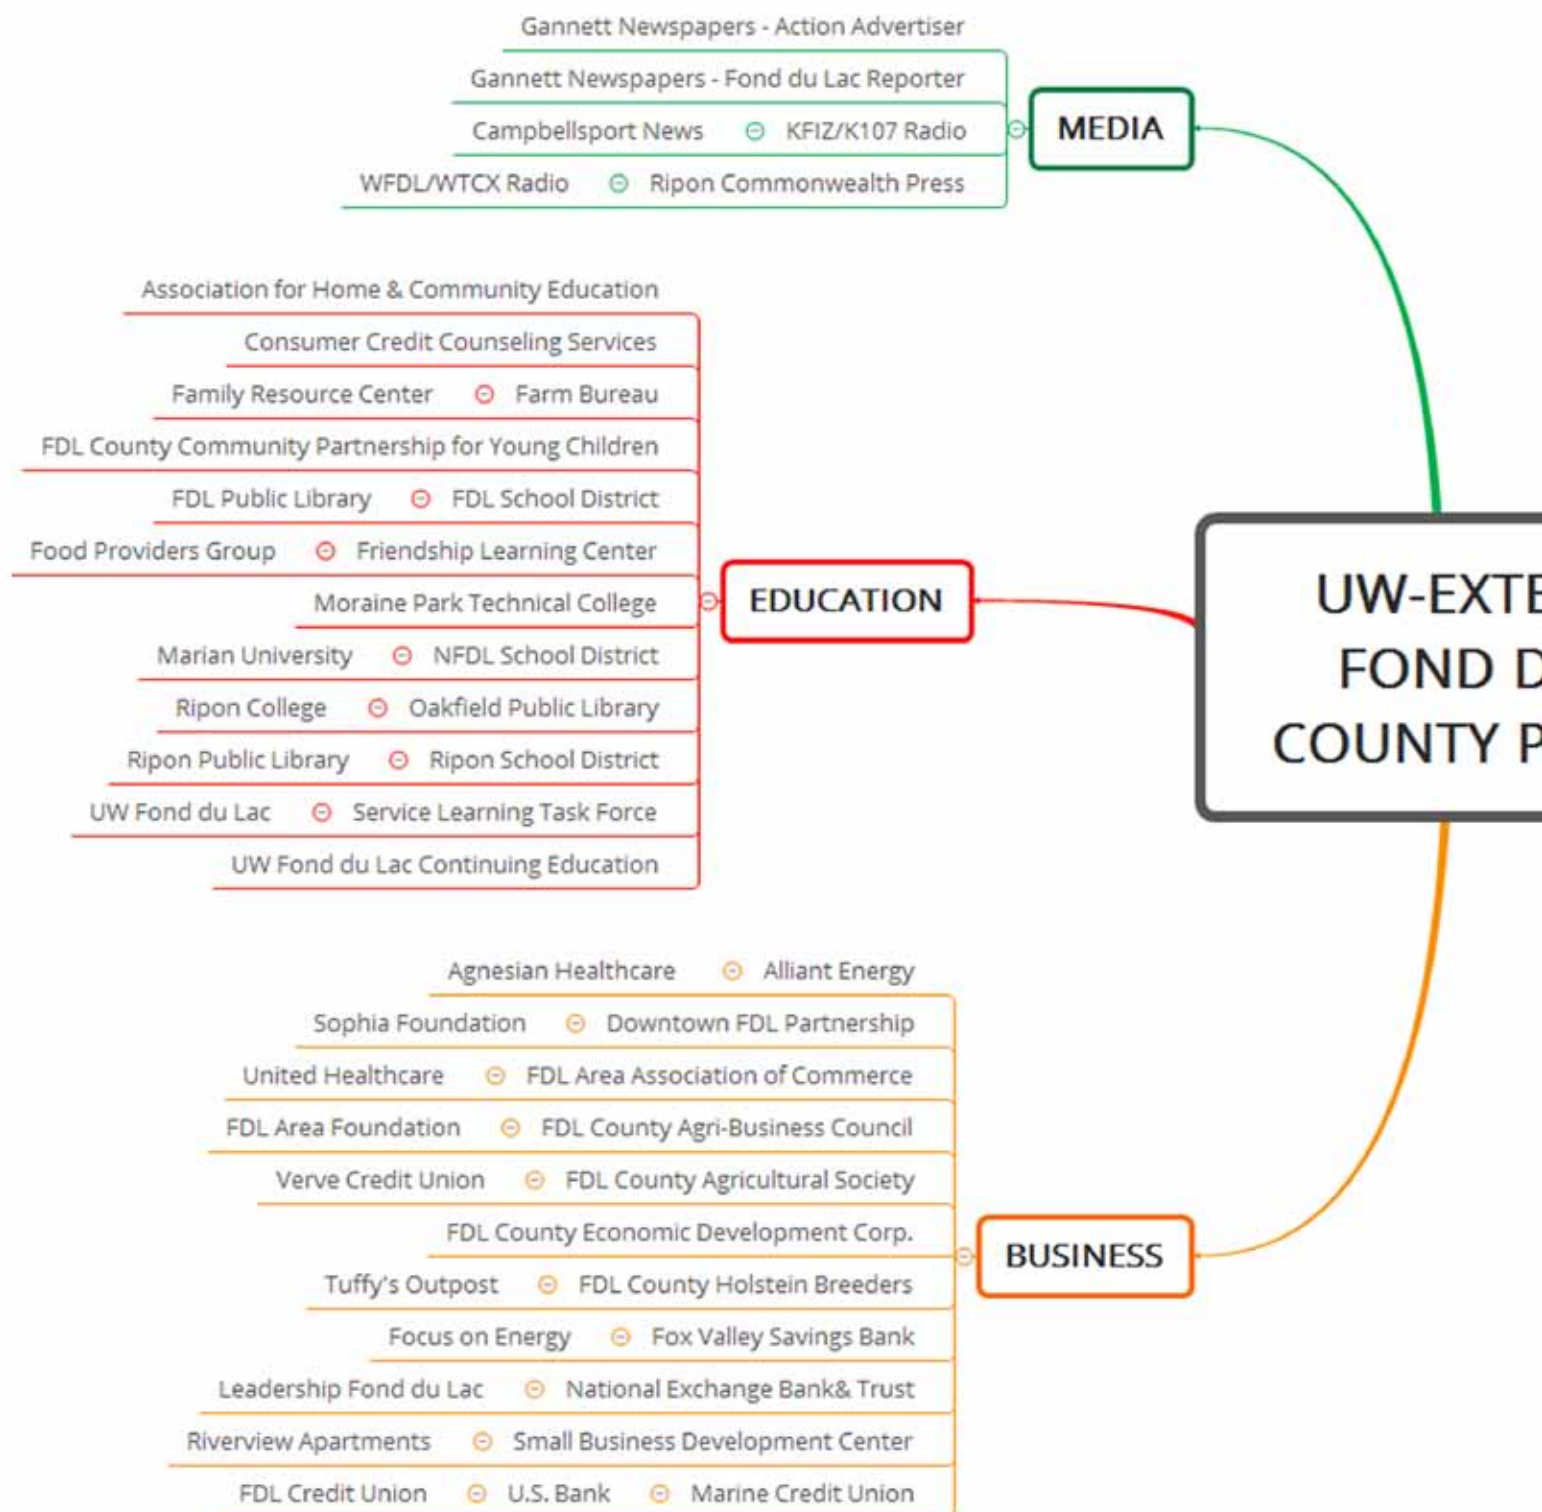 Gannett Newspapers - Action Advertiser
Gannett Newspapers - Fond du Lac Reporter
Campbellsport News KFIZ/K107 Radio
WFDL/WTCX Radio Ripon Commonwealth Press
MEDIA
Association for Home & Community Education
Consumer Credit Counseling Services
Family Resource Center Farm Bureau
FDL County Community Partnership for Young Children
FDL Public Library FDL School District
Food Providers Group Friendship Learning Center
Moraine Park Technical College
Marian University NFDL School District
Ripon College Oakfield Public Library
Ripon Public Library Ripon School District
UW Fond du Lac Service Learning Task Force
UW Fond du Lac Continuing Education
EDUCATION
UW-EXTE
FOND D
COUNTY P
Agnesian Healthcare Alliant Energy
Sophia Foundation Downtown FDL Partnership
United Healthcare FDL Area Association of Commerce
FDL Area Foundation FDL County Agri-Business Council
Verve Credit Union FDL County Agricultural Society
FDL County Economic Development Corp.
Tuffy's Outpost FDL County Holstein Breeders
Focus on Energy Fox Valley Savings Bank
Leadership Fond du Lac National Exchange Bank& Trust
Riverview Apartments Small Business Development Center
FDL Credit Union U.S. Bank Marine Credit Union
BUSINESS